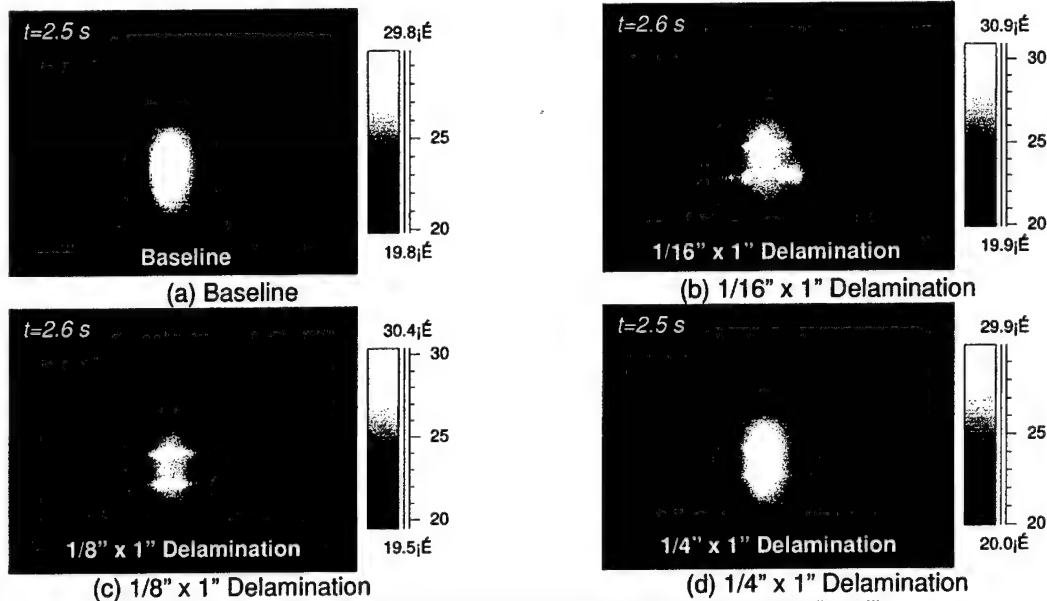 t=2.5 s
29.8¡É
25
20
19.8¡É
Baseline
(a) Baseline
t=2.6 s
30.9¡É
30
25
20
19.9¡É
1/16” x 1” Delamination
(b) 1/16” x 1” Delamination
t=2.6 s
30.4¡É
30
25
20
19.5¡É
1/8” x 1” Delamination
(c) 1/8” x 1” Delamination
t=2.5 s
29.9¡É
25
20
20.0¡É
1/4” x 1” Delamination
(d) 1/4” x 1” Delamination